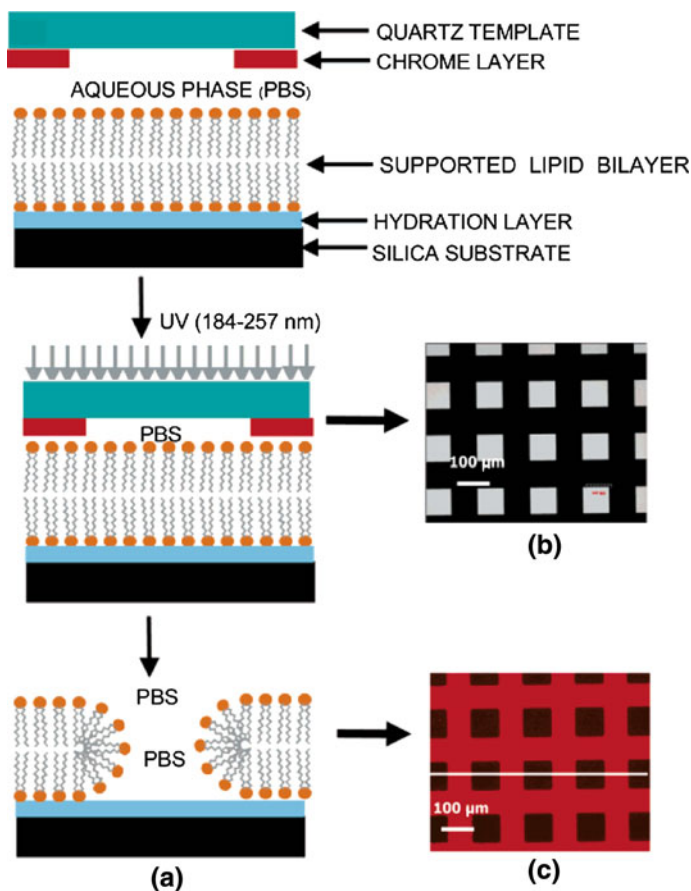 QUARTZ TEMPLATE
CHROME LAYER
AQUEOUS PHASE (PBS)
SUPPORTED LIPID BILAYER
HYDRATION LAYER
SILICA SUBSTRATE
UV (184-257 nm)
PBS
100 µm
(b)
PBS
PBS
100 µm
(a)
(c)